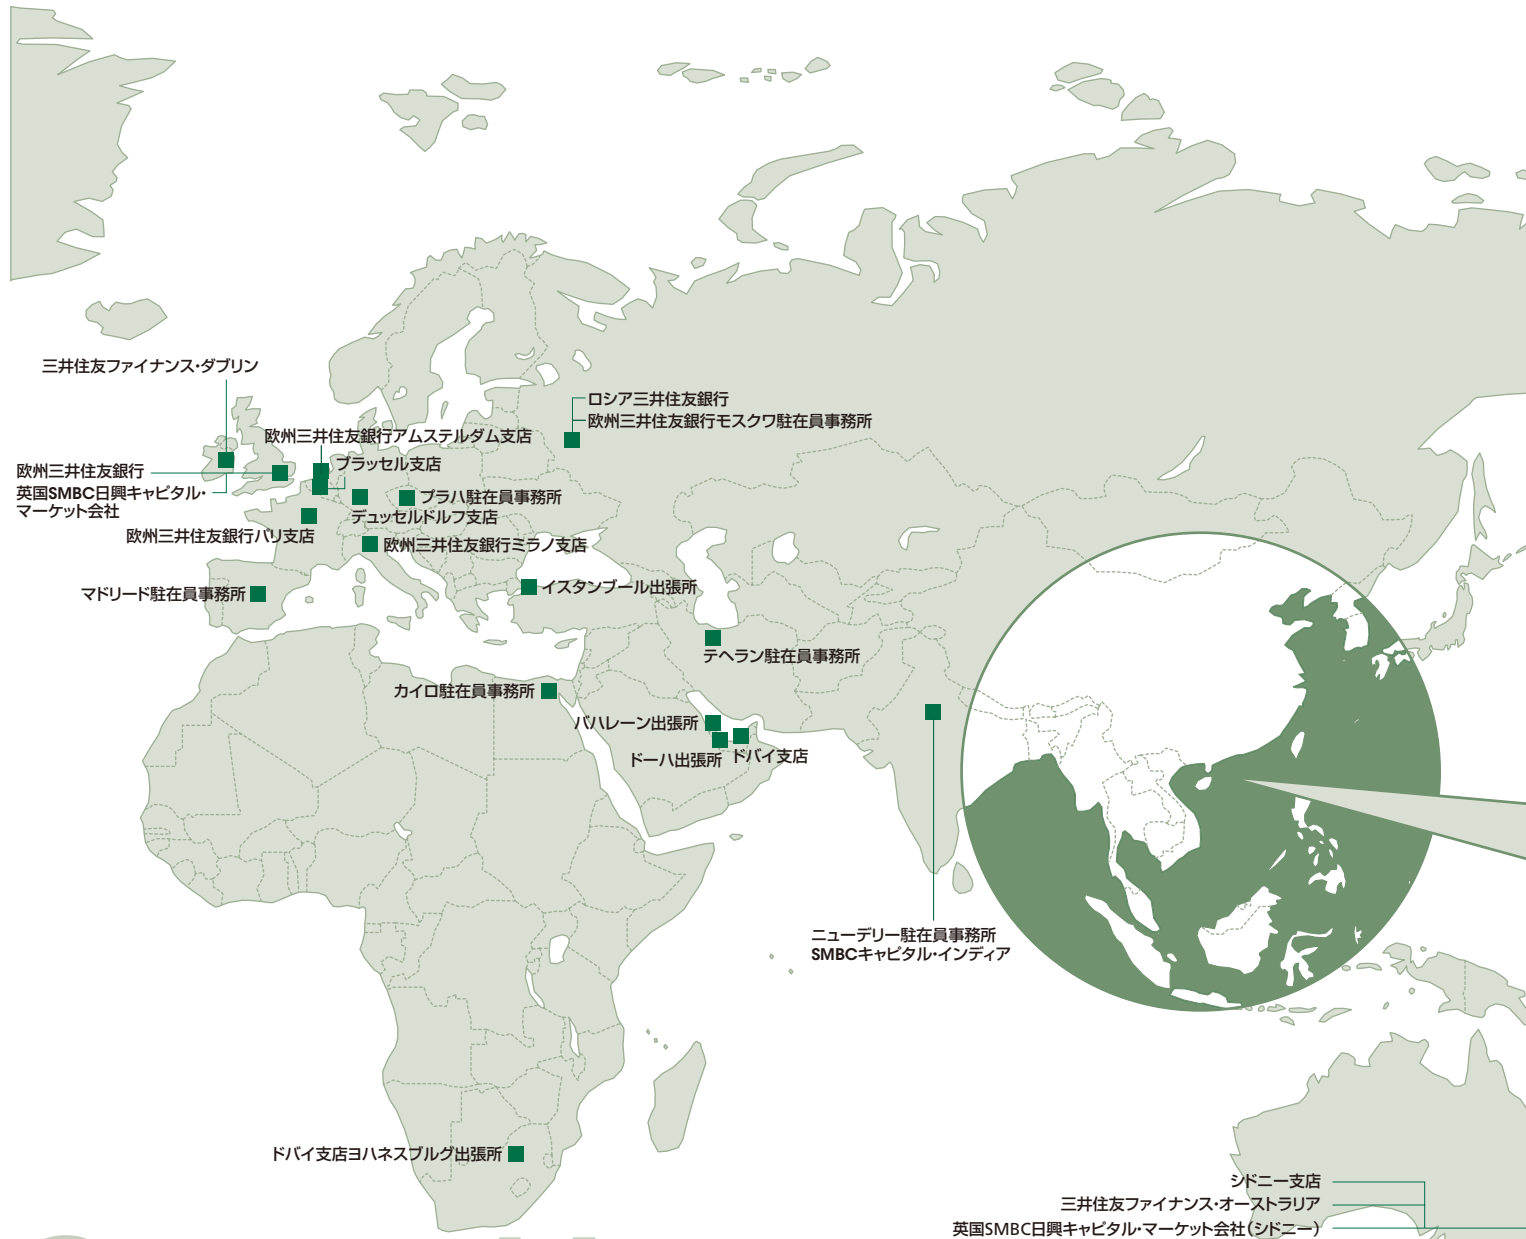 三井住友ファイナンス・ダブリン
ロシア三井住友銀行
欧州三井住友銀行モスクワ駐在員事務所
欧州三井住友銀行アムステルダム支店
ブラッセル支店
欧州三井住友銀行
英国SMBC日興キャピタル・
マーケット会社
プラハ駐在員事務所
デュッセルドルフ支店
欧州三井住友銀行パリ支店
欧州三井住友銀行ミラノ支店
マドリード駐在員事務所
イスタンブール出張所
テヘラン駐在員事務所
カイロ駐在員事務所
バハレーン出張所
ドーハ出張所
ドバイ支店
ニューデリー駐在員事務所
SMBCキャピタル・インディア
ドバイ支店ヨハネスブルグ出張所
シドニー支店
三井住友ファイナンス・オーストラリア
英国SMBC日興キャピタル・マーケット会社(シドニー)